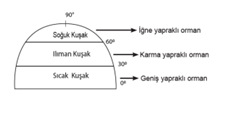 90°
Soğuk Kuşak
İğne yapraklı orman
60°
Ilıman Kuşak
Karma yapraklı orman
30°
Sıcak Kuşak
Geniş yapraklı orman
0°